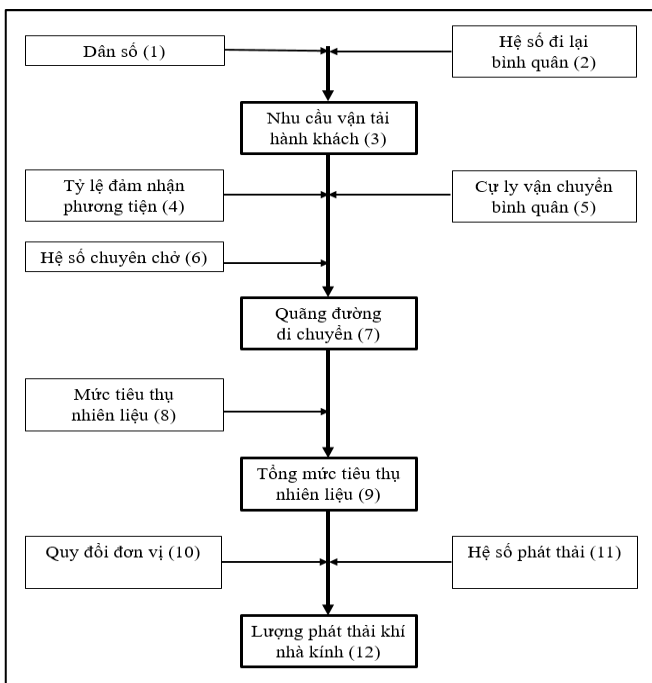 Dân số (1)
Hệ số đi lại
bình quân (2)
Nhu cầu vận tải
hành khách (3)
Tỷ lệ đảm nhận
phương tiện (4)
Cự ly vận chuyển
bình quân (5)
Hệ số chuyên chở (6)
Quãng đường
di chuyển (7)
Mức tiêu thụ
nhiên liệu (8)
Tổng mức tiêu thụ
nhiên liệu (9)
Quy đổi đơn vị (10)
Hệ số phát thải (11)
Lượng phát thải khí
nhà kính (12)